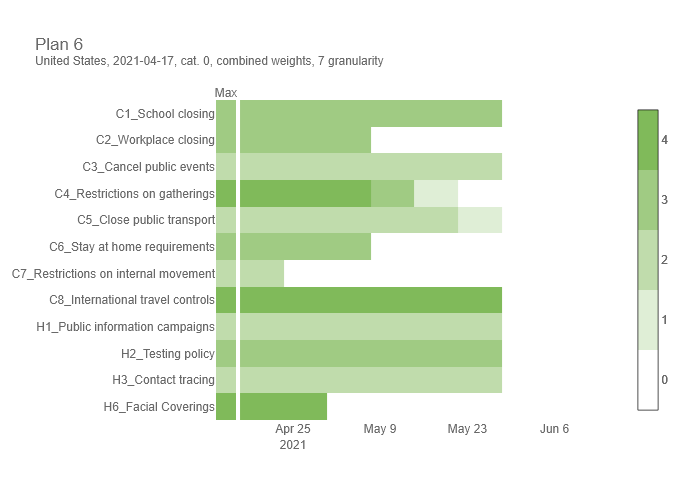 Plan 6
United States, 2021-04-17, cat. 0, combined weights, 7 granularity
Max
C1_School closing
C2_Workplace closing
C3_Cancel public events
C4_Restrictions on gatherings
C5_Close public transport
C6_Stay at home requirements
C7_Restrictions on internal movement
C8_International travel controls
H1_Public information campaigns
H2_Testing policy
H3_Contact tracing
H6_Facial Coverings
Apr 25 May 9 May 23 Jun 6
2021
4
3
2
1
0